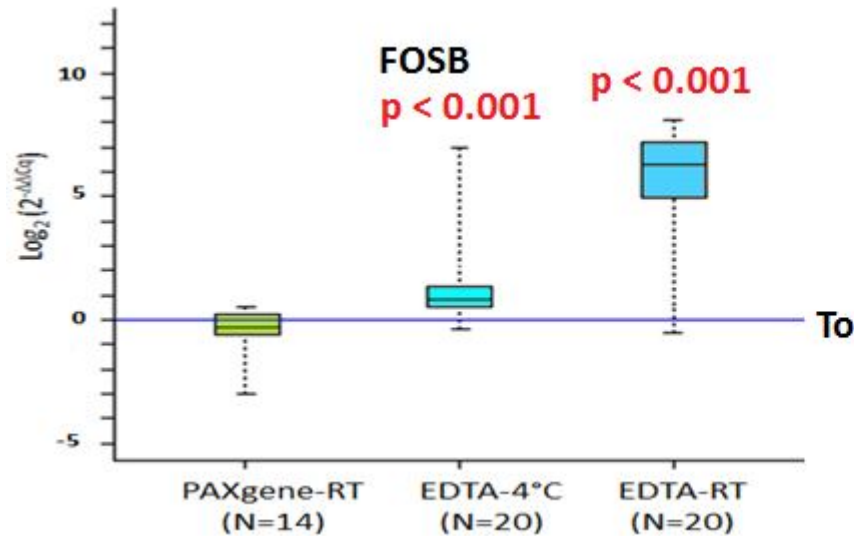 FOSB
p < 0.001
p < 0.001
Log₂ (2^-ΔΔCq)
10
5
0
-5
To
PAXgene-RT
(N=14)
EDTA-4°C
(N=20)
EDTA-RT
(N=20)